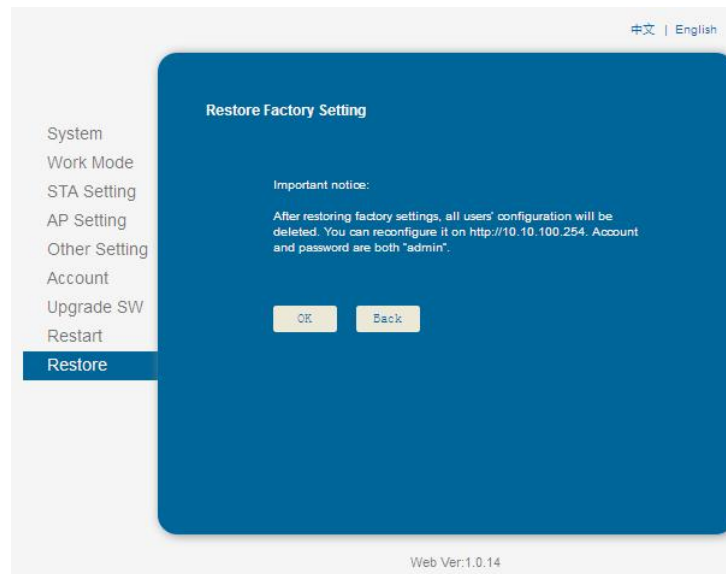 中文 | English
Restore Factory Setting
System
Work Mode
STA Setting
AP Setting
Other Setting
Account
Upgrade SW
Restart
Restore
Important notice:
After restoring factory settings, all users' configuration will be
deleted. You can reconfigure it on http://10.10.100.254. Account
and password are both "admin".
OK Back
Web Ver:1.0.14